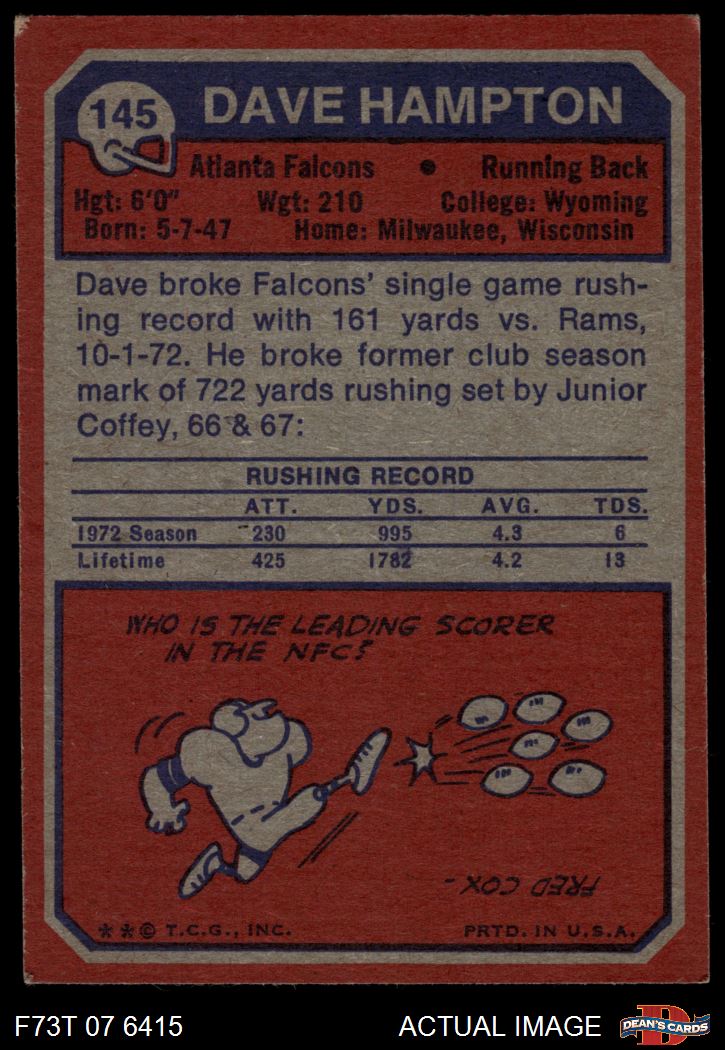 145
DAVE HAMPTON
Atlanta Falcons • Running Back
Hgt: 6'0" Wgt: 210 College: Wyoming
Born: 5-7-47 Home: Milwaukee, Wisconsin
Dave broke Falcons' single game rush-
ing record with 161 yards vs. Rams,
10-1-72. He broke former club season
mark of 722 yards rushing set by Junior
Coffey, 66 & 67:
RUSHING RECORD
ATT. YDS. AVG. TDS.
1972 Season 230 995 4.3 6
Lifetime 425 1782 4.2 13
WHO IS THE LEADING SCORER
IN THE NFC?
FRED COX -
**© T.C.G., INC. PRTD. IN U.S.A.
F73T 07 6415 ACTUAL IMAGE
D
DEAN'S CARDS